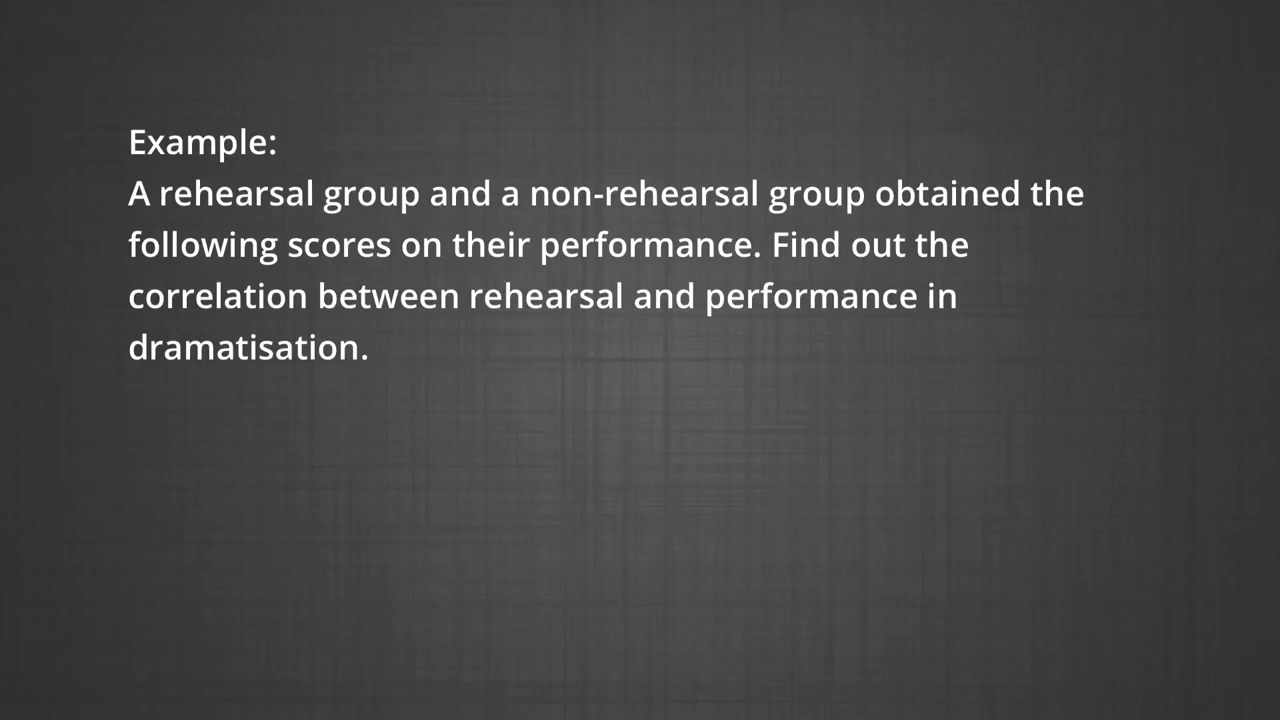 Example:
A rehearsal group and a non-rehearsal group obtained the
following scores on their performance. Find out the
correlation between rehearsal and performance in
dramatisation.